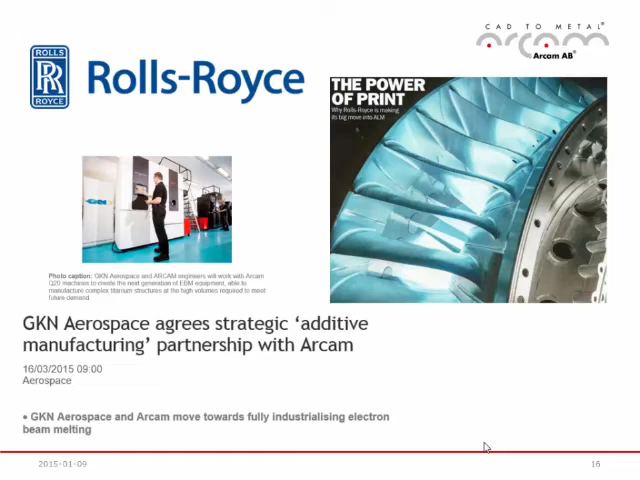 CAD TO METAL®
arcam
Arcam AB®
ROLLS
RR
ROYCE
Rolls-Royce
THE POWER
OF PRINT
Why Rolls-Royce is making
its big move into ALM
GKN
Photo caption: GKN Aerospace and ARCAM engineers will work with Arcam
Q20 machines to create the next generation of EBM equipment, able to
manufacture complex titanium structures at the high volumes required to meet
future demand.
GKN Aerospace agrees strategic ‘additive
manufacturing’ partnership with Arcam
16/03/2015 09:00
Aerospace
• GKN Aerospace and Arcam move towards fully industrialising electron
beam melting
2015-01-09
16